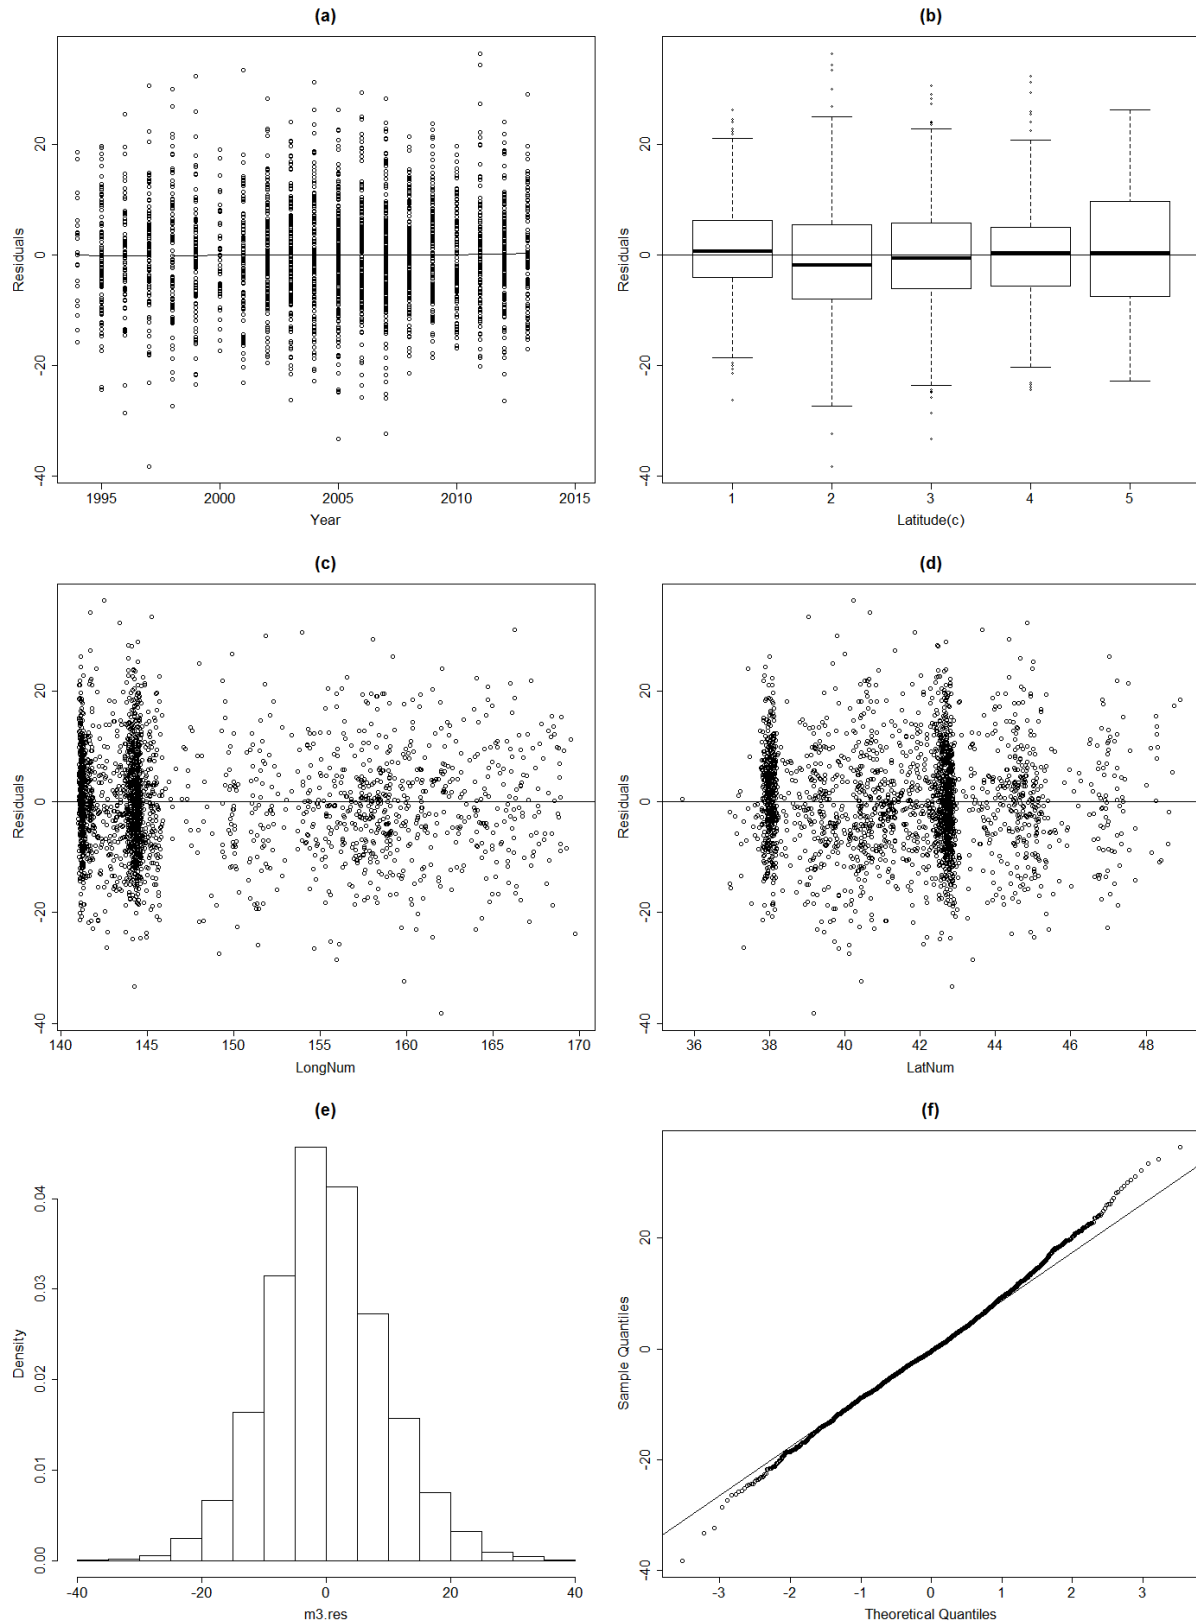 (a)
Residuals
20
0
-20
-40
1995 2000 2005 2010 2015
Year
(b)
Residuals
20
0
-20
-40
1 2 3 4 5
Latitude(c)
(c)
Residuals
20
0
-20
-40
140 145 150 155 160 165 170
LongNum
(d)
Residuals
20
0
-20
-40
36 38 40 42 44 46 48
LatNum
(e)
Density
0.04
0.03
0.02
0.01
0.00
-40 -20 0 20 40
m3.res
(f)
Sample Quantiles
20
0
-20
-40
-3 -2 -1 0 1 2 3
Theoretical Quantiles